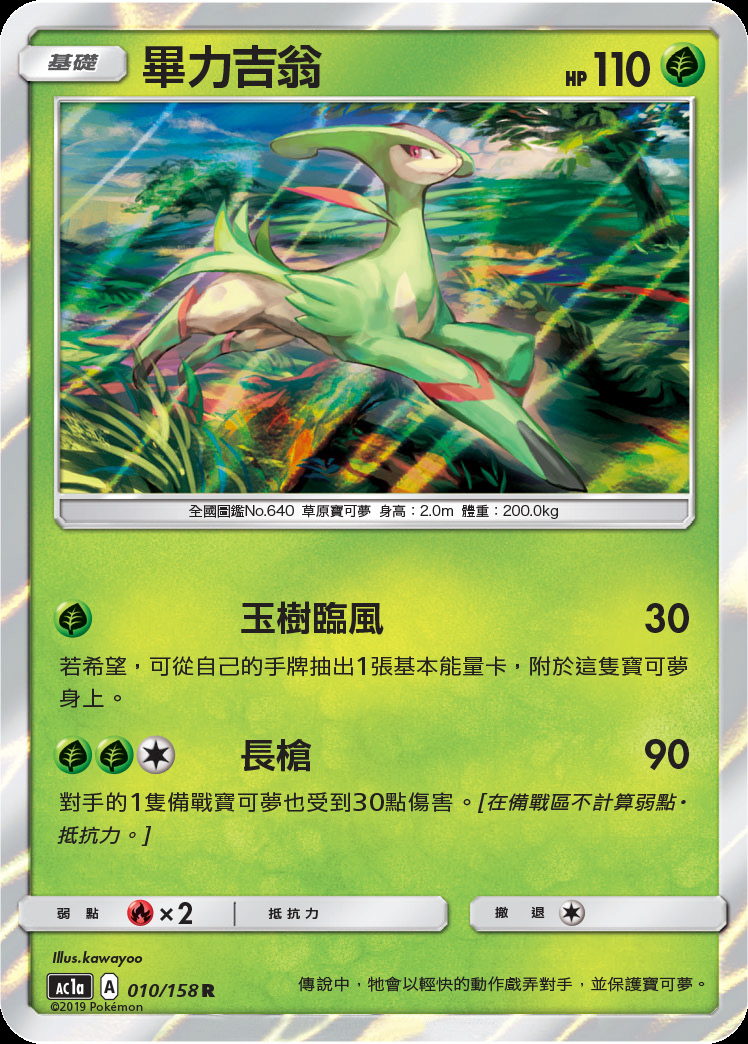 基礎 畢力吉翁 HP 110
全國圖鑑No.640 草原寶可夢 身高：2.0m 體重：200.0kg
玉樹臨風 30
若希望，可從自己的手牌抽出1張基本能量卡，附於這隻寶可夢
身上。
長槍 90
對手的1隻備戰寶可夢也受到30點傷害。[在備戰區不計算弱點·
抵抗力。]
弱點 ×2 抵抗力 撤退
Illus.kawayoo
AC1a A 010/158 R 傳說中，牠會以輕快的動作戲弄對手，並保護寶可夢。
©2019 Pokémon